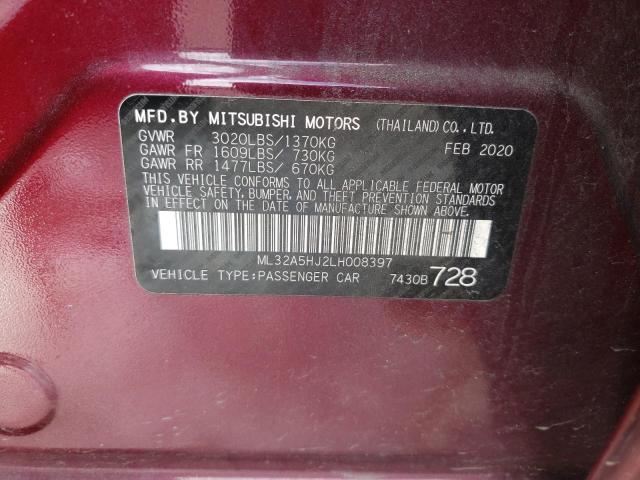 MFD.BY MITSUBISHI MOTORS (THAILAND)CO.,LTD.
GVWR 3020LBS/1370KG FEB 2020
GAWR FR 1609LBS/ 730KG
GAWR RR 1477LBS/ 670KG
THIS VEHICLE CONFORMS TO ALL APPLICABLE FEDERAL MOTOR
VEHICLE SAFETY, BUMPER, AND THEFT PREVENTION STANDARDS
IN EFFECT ON THE DATE OF MANUFACTURE SHOWN ABOVE.
ML32A5HJ2LH008397
VEHICLE TYPE:PASSENGER CAR 7430B 728